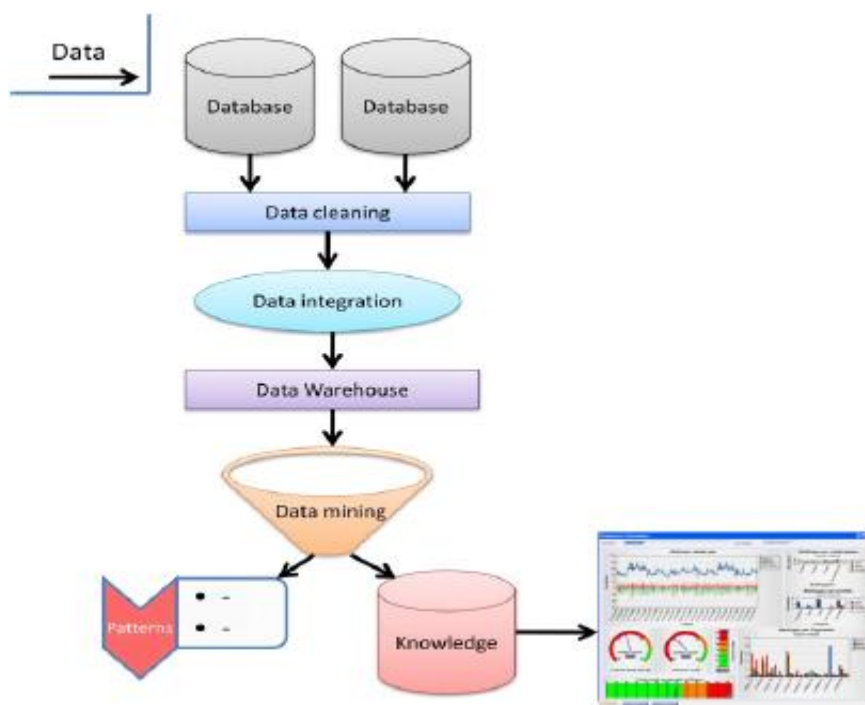 Data
Database
Database
Data cleaning
Data integration
Data Warehouse
Data mining
Patterns
Knowledge